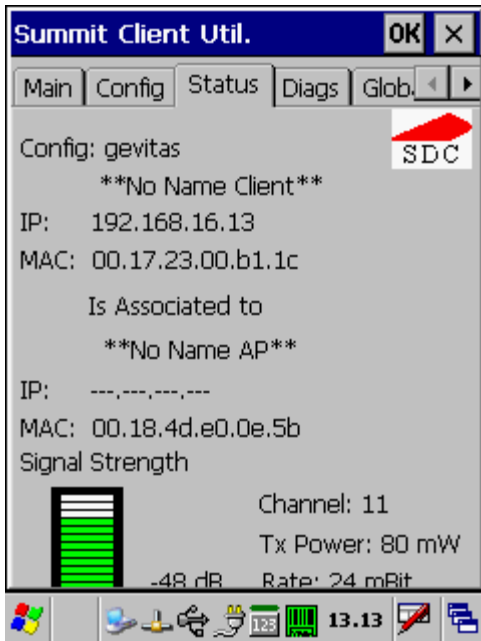 Summit Client Util. OK ×
Main Config Status Diags Glob
Config: gevitas
SDC
**No Name Client**
IP: 192.168.16.13
MAC: 00.17.23.00.b1.1c
Is Associated to
**No Name AP**
IP: ---.---.---.---
MAC: 00.18.4d.e0.0e.5b
Signal Strength
Channel: 11
Tx Power: 80 mW
-48 dB Rate: 24 mBit
123 13.13